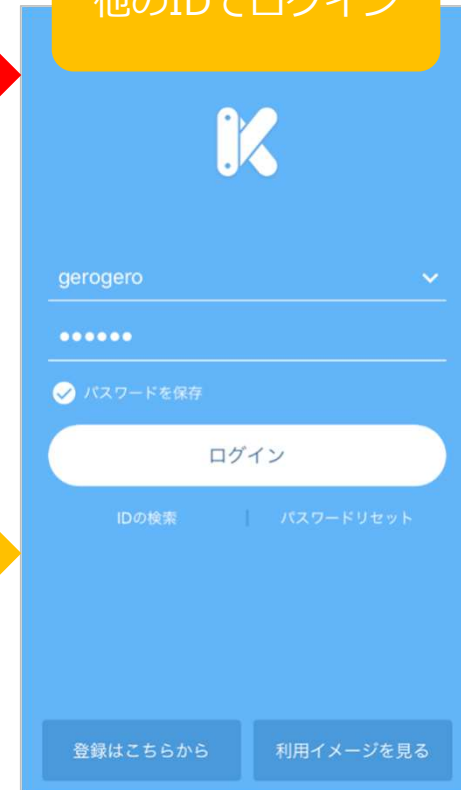 他のIDでログイン
gerogero
パスワードを保存
ログイン
IDの検索 | パスワードリセット
登録はこちらから 利用イメージを見る